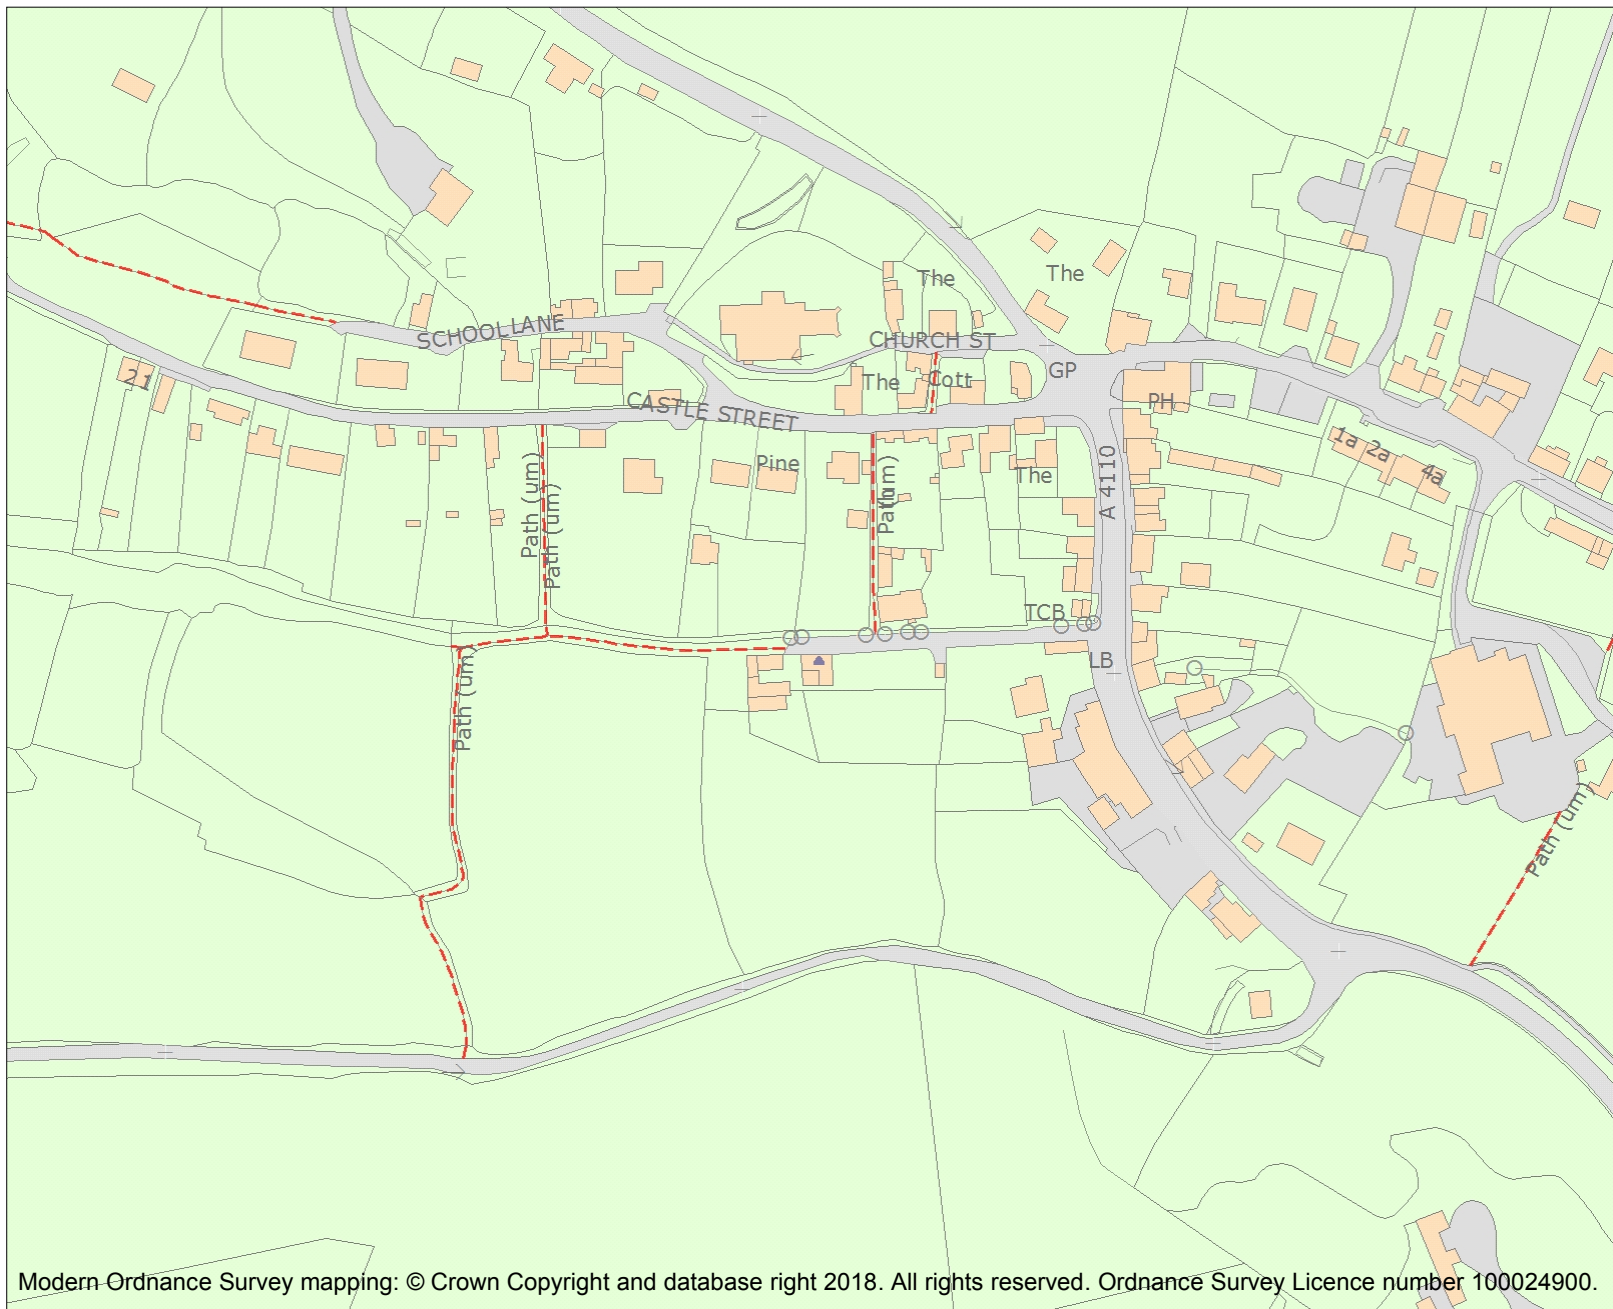 The
The
SCHOOL LANE
CHURCH ST
GP
21
The
Cott
CASTLE STREET
PH
1a
2a
4a
Pine
The
A 4110
Path (um)
Path (um)
Path
(um)
TCB
LB
Path (um)
Path (um)
Modern Ordnance Survey mapping: © Crown Copyright and database right 2018. All rights reserved. Ordnance Survey Licence number 100024900.